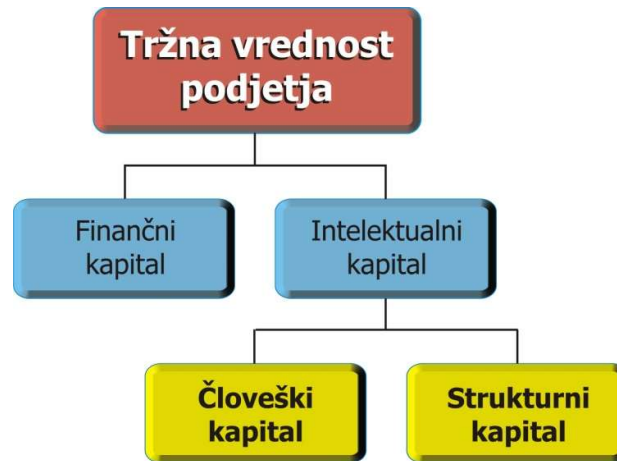 Tržna vrednost
podjetja
Finančni
kapital
Intelektualni
kapital
Človeški
kapital
Strukturni
kapital